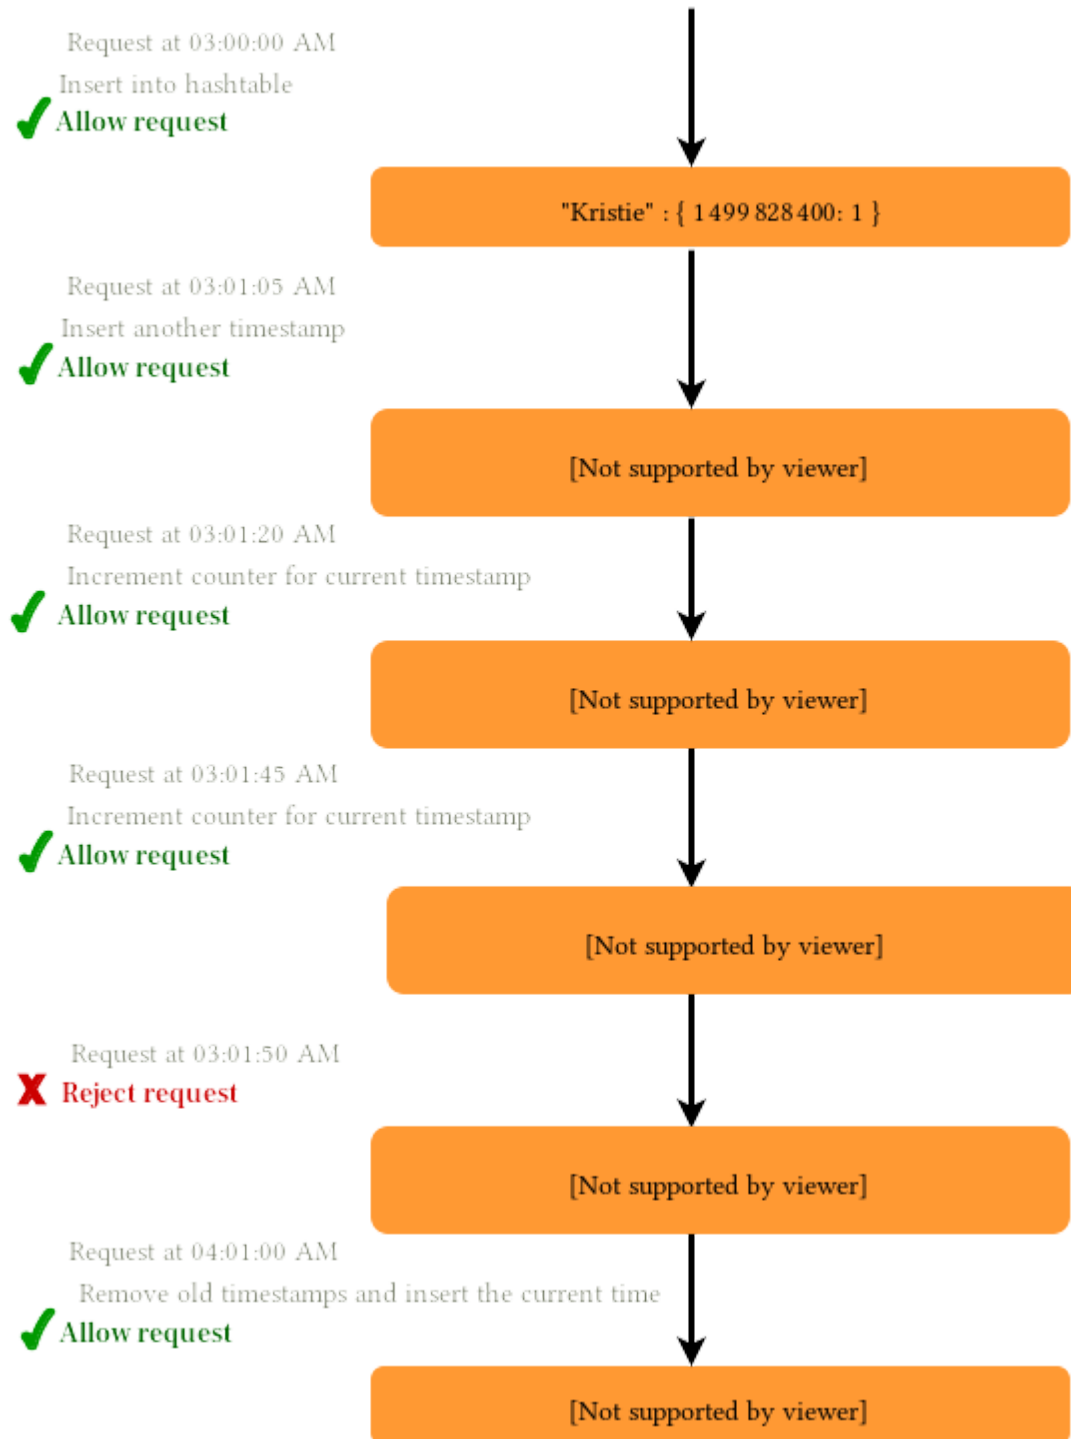 Request at 03:00:00 AM
Insert into hashtable
Allow request
"Kristie" : { 1499828400: 1 }
Request at 03:01:05 AM
Insert another timestamp
Allow request
[Not supported by viewer]
Request at 03:01:20 AM
Increment counter for current timestamp
Allow request
[Not supported by viewer]
Request at 03:01:45 AM
Increment counter for current timestamp
Allow request
[Not supported by viewer]
Request at 03:01:50 AM
X Reject request
[Not supported by viewer]
Request at 04:01:00 AM
Remove old timestamps and insert the current time
Allow request
[Not supported by viewer]